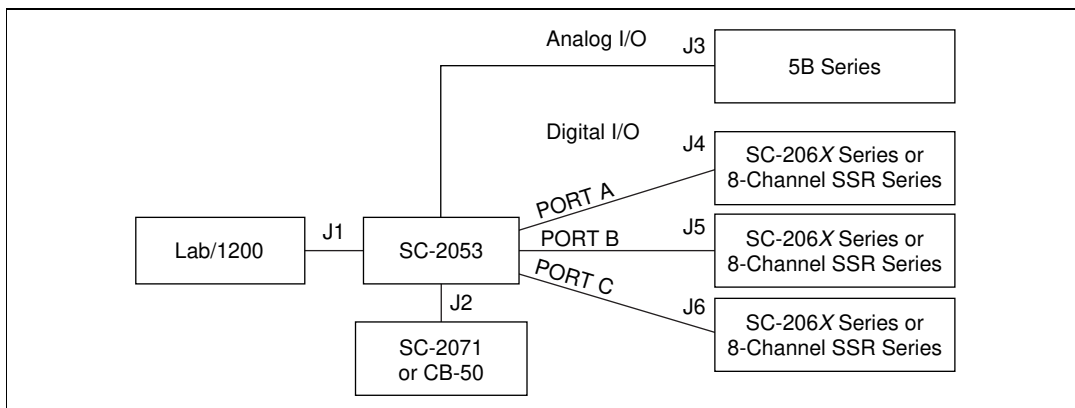 Analog I/O
J3
5B Series
Digital I/O
J4
SC-206X Series or
8-Channel SSR Series
PORT A
Lab/1200
J1
SC-2053
PORT B
J5
SC-206X Series or
8-Channel SSR Series
PORT C
J2
J6
SC-206X Series or
8-Channel SSR Series
SC-2071
or CB-50